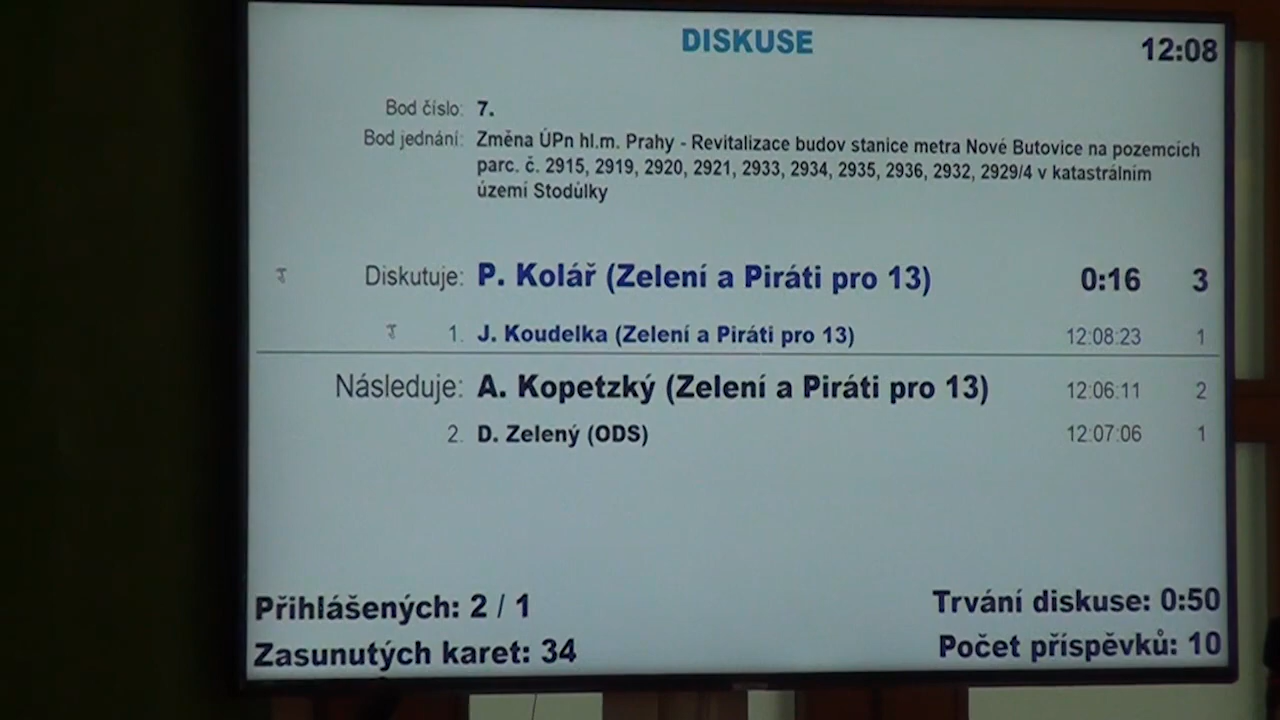 DISKUSE
12:08
Bod číslo: 7.
Bod jednání: Změna ÚPn hl.m. Prahy - Revitalizace budov stanice metra Nové Butovice na pozemcích
parc. č. 2915, 2919, 2920, 2921, 2933, 2934, 2935, 2936, 2932, 2929/4 v katastrálním
území Stodůlky
Diskutuje: P. Kolář (Zelení a Piráti pro 13) 0:16 3
1. J. Koudelka (Zelení a Piráti pro 13) 12:08:23 1
Následuje: A. Kopetzký (Zelení a Piráti pro 13) 12:06:11 2
2. D. Zelený (ODS) 12:07:06 1
Přihlášených: 2 / 1
Trvání diskuse: 0:50
Zasunutých karet: 34
Počet příspěvků: 10